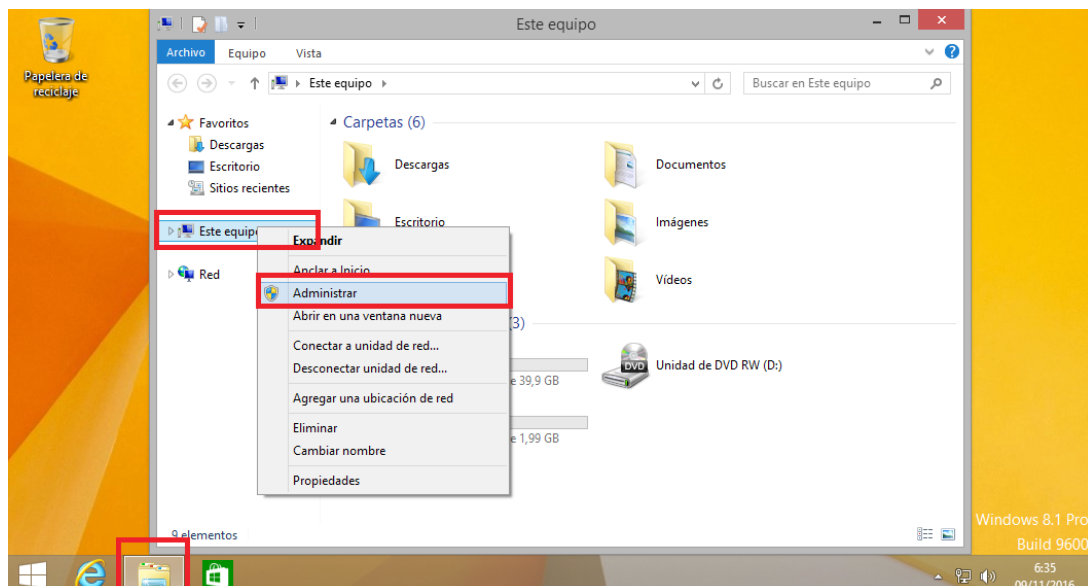 Papelera de
reciclaje
Este equipo
Archivo
Equipo
Vista
Este equipo
Buscar en Este equipo
Favoritos
Descargas
Escritorio
Sitios recientes
Este equipo
Red
Carpetas (6)
Descargas
Documentos
Escritorio
Imágenes
Vídeos
(3)
e 39,9 GB
DVD
Unidad de DVD RW (D:)
e 1,99 GB
Expandir
Anclar a Inicio
Administrar
Abrir en una ventana nueva
Conectar a unidad de red...
Desconectar unidad de red...
Agregar una ubicación de red
Eliminar
Cambiar nombre
Propiedades
9 elementos
Windows 8.1 Pro
Build 9600
6:35
09/11/2016